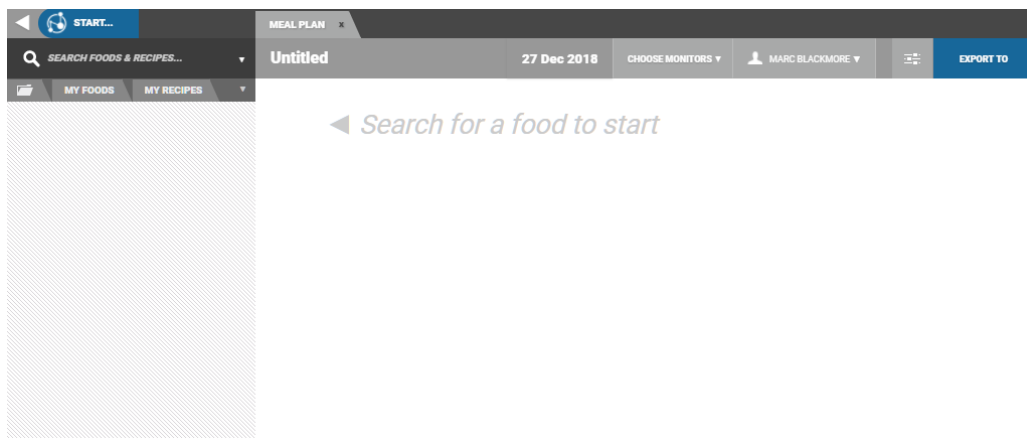 START...
MEAL PLAN x
SEARCH FOODS & RECIPES...
Untitled
27 Dec 2018
CHOOSE MONITORS
MARC BLACKMORE
EXPORT TO
MY FOODS
MY RECIPES
Search for a food to start